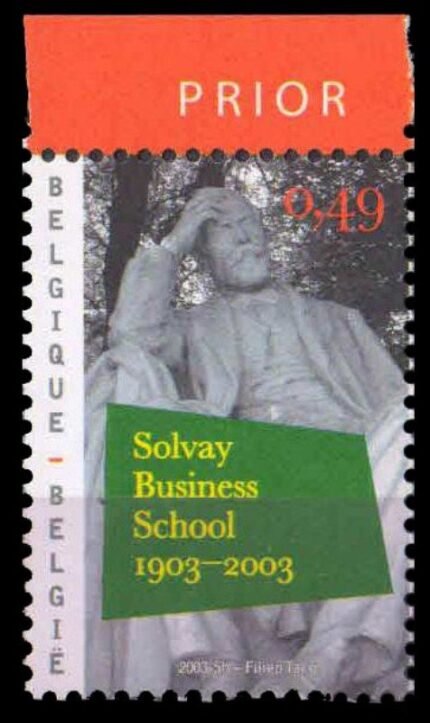 PRIOR
0,49
BELGIQUE - BELGIË
Solvay
Business
School
1903–2003